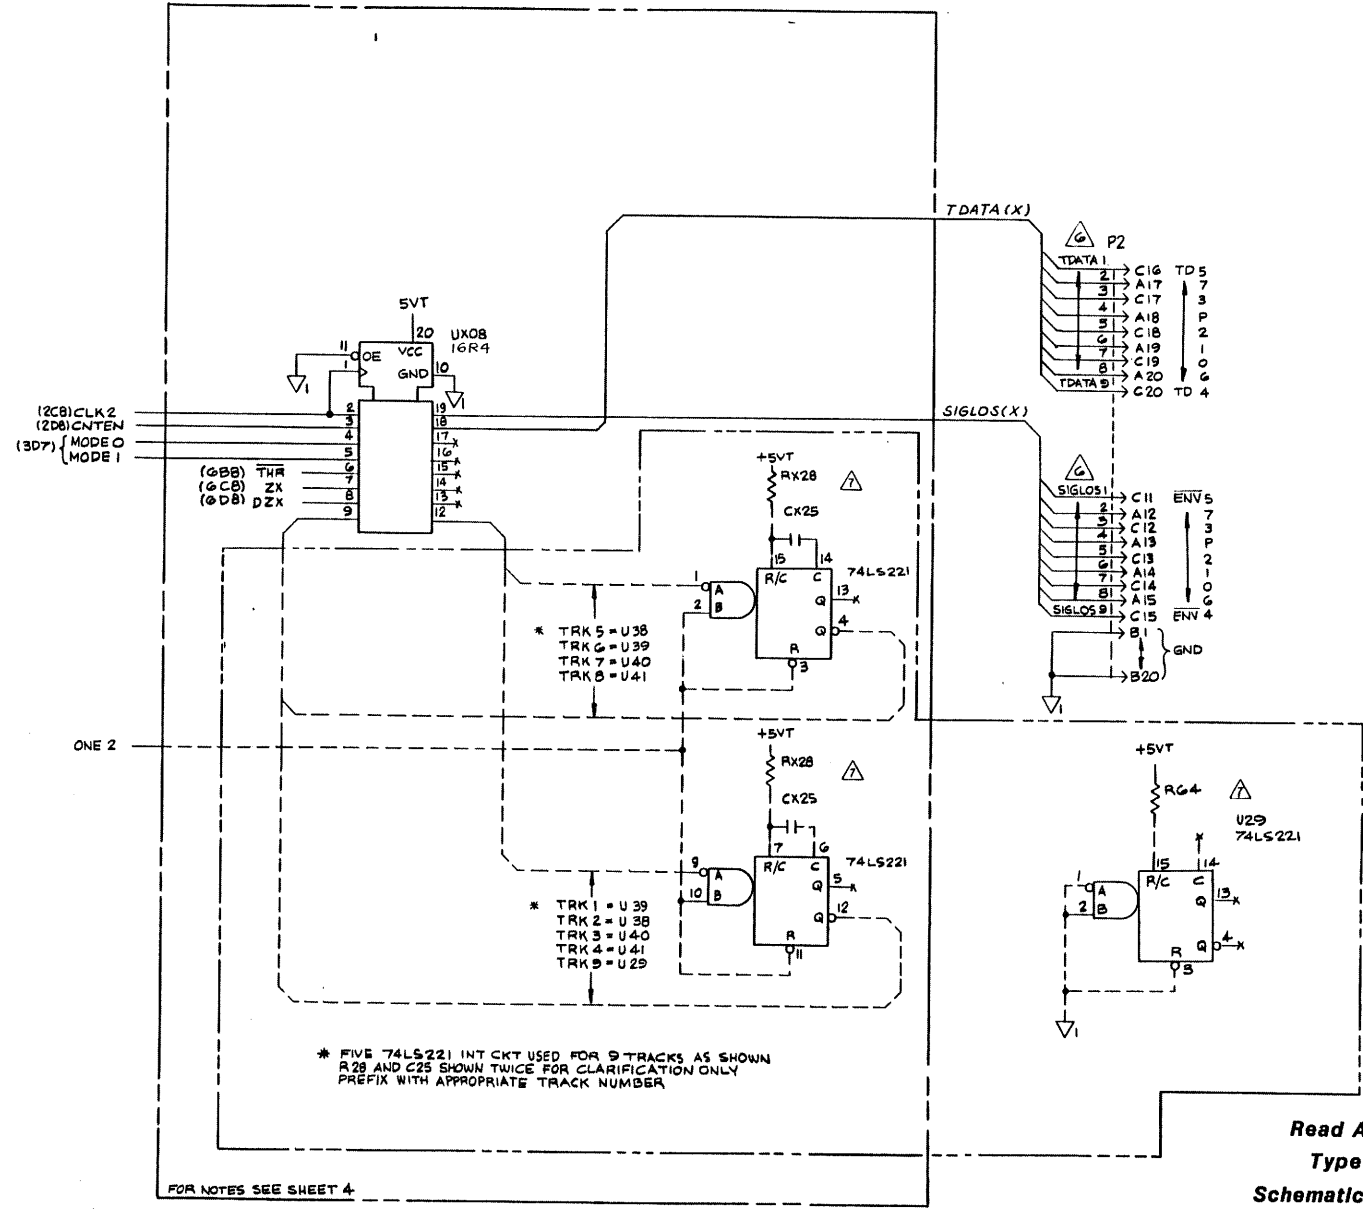 TDATA(X)
6
P2
TDATA 1
C16 TD 5
2
A17 7
3
C17 3
4
A18 P
5
C18 2
6
A19 1
7
C19 0
8
A20 6
TDATA 9
C20 TD 4
5VT
20
UX08
16R4
11
OE
VCC
1
GND
10
1
1
(2C8) CLK2
2
19
SIGLOS(X)
(2D8) CNTEN
3
18
(3D7) { MODE 0
4
17
MODE 1
5
16
(6B8) THR
6
15
(6C8) ZX
7
14
(6D8) DZX
8
13
9
12
+5VT
RX28
7
CX25
15
14
R/C
C
74LS221
1
A
2
B
Q
13
Q
4
R
3
6
SIGLOS 1
C11 ENV 5
2
A12 7
3
C12 3
4
A13 P
5
C13 2
6
A14 1
7
C14 0
8
A15 6
SIGLOS 9
C15 ENV 4
B1
GND
B20
1
* TRK 5 = U38
TRK 6 = U39
TRK 7 = U40
TRK 8 = U41
ONE 2
+5VT
RX28
7
CX25
7
6
R/C
C
74LS221
9
A
10
B
Q
5
Q
12
R
11
* TRK 1 = U39
TRK 2 = U38
TRK 3 = U40
TRK 4 = U41
TRK 9 = U29
+5VT
R64
7
U29
74LS221
15
14
R/C
C
1
A
2
B
Q
13
Q
4
R
3
1
* FIVE 74LS221 INT CKT USED FOR 9 TRACKS AS SHOWN
R28 AND C25 SHOWN TWICE FOR CLARIFICATION ONLY
PREFIX WITH APPROPRIATE TRACK NUMBER
Read A
Type
Schematic
FOR NOTES SEE SHEET 4